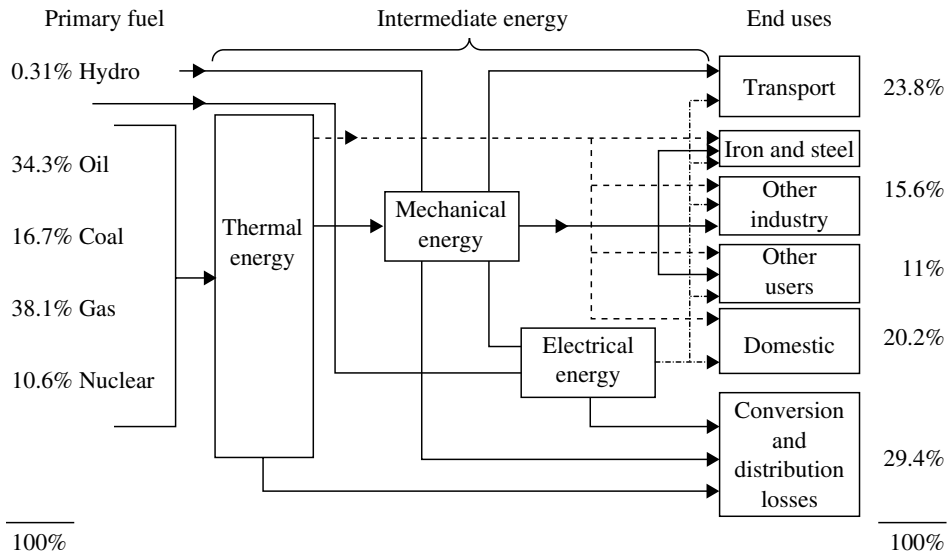 Primary fuel
Intermediate energy
End uses
0.31% Hydro
34.3% Oil
16.7% Coal
38.1% Gas
10.6% Nuclear
100%
Thermal
energy
Mechanical
energy
Electrical
energy
Transport
23.8%
Iron and steel
Other
industry
15.6%
Other
users
11%
Domestic
20.2%
Conversion
and
distribution
losses
29.4%
100%